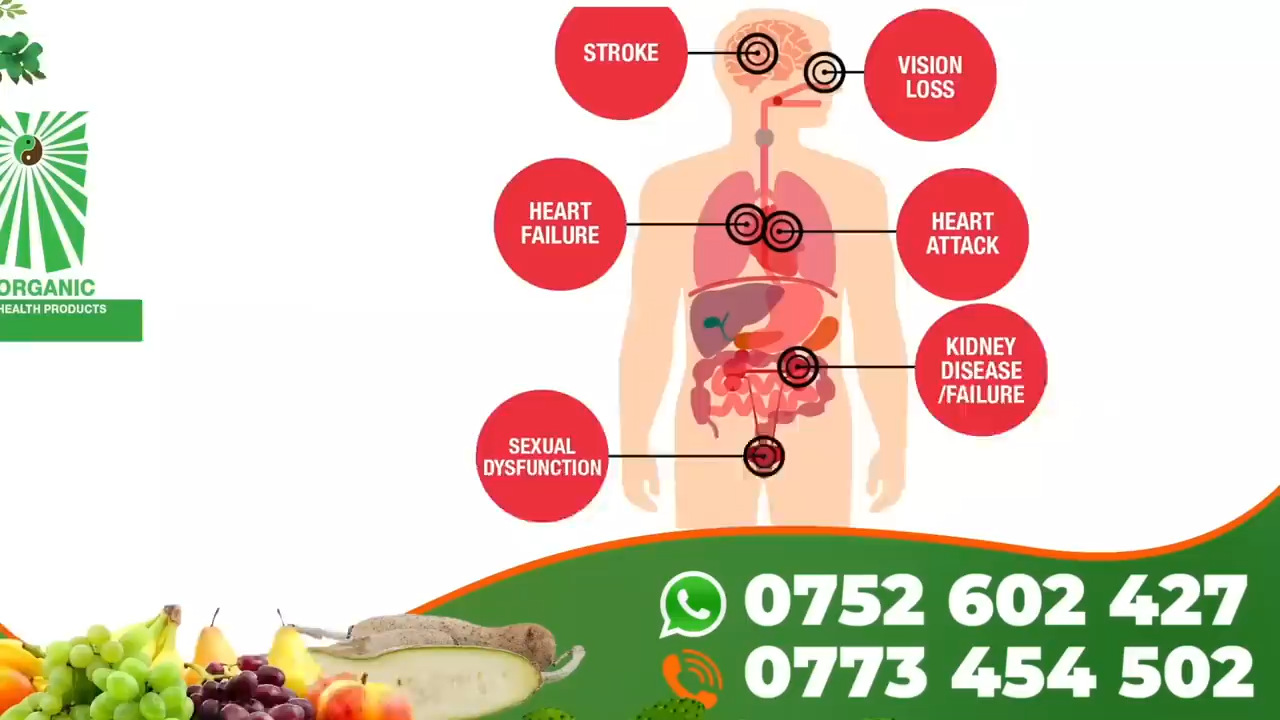 STROKE
VISION
LOSS
ORGANIC
HEALTH PRODUCTS
HEART
FAILURE
HEART
ATTACK
KIDNEY
DISEASE
/FAILURE
SEXUAL
DYSFUNCTION
0752 602 427
0773 454 502